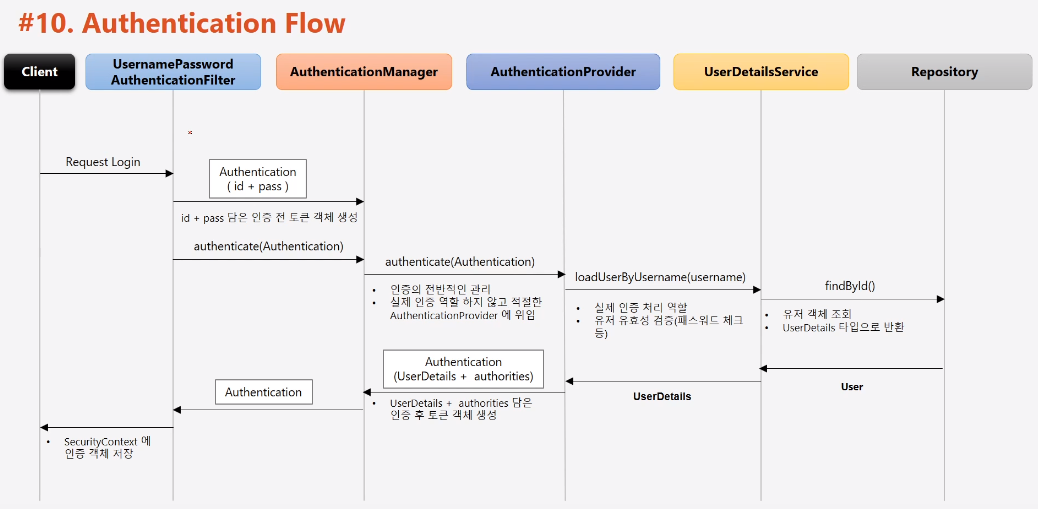 #10. Authentication Flow
Client
UsernamePassword
AuthenticationFilter
AuthenticationManager
AuthenticationProvider
UserDetailsService
Repository
Request Login
Authentication
( id + pass )
id + pass 담은 인증 전 토큰 객체 생성
authenticate(Authentication)
authenticate(Authentication)
• 인증의 전반적인 관리
• 실제 인증 역할 하지 않고 적절한
AuthenticationProvider 에 위임
loadUserByUsername(username)
• 실제 인증 처리 역할
• 유저 유효성 검증(패스워드 체크
등)
findById()
• 유저 객체 조회
• UserDetails 타입으로 반환
User
UserDetails
Authentication
(UserDetails + authorities)
• UserDetails + authorities 담은
인증 후 토큰 객체 생성
Authentication
• SecurityContext 에
인증 객체 저장